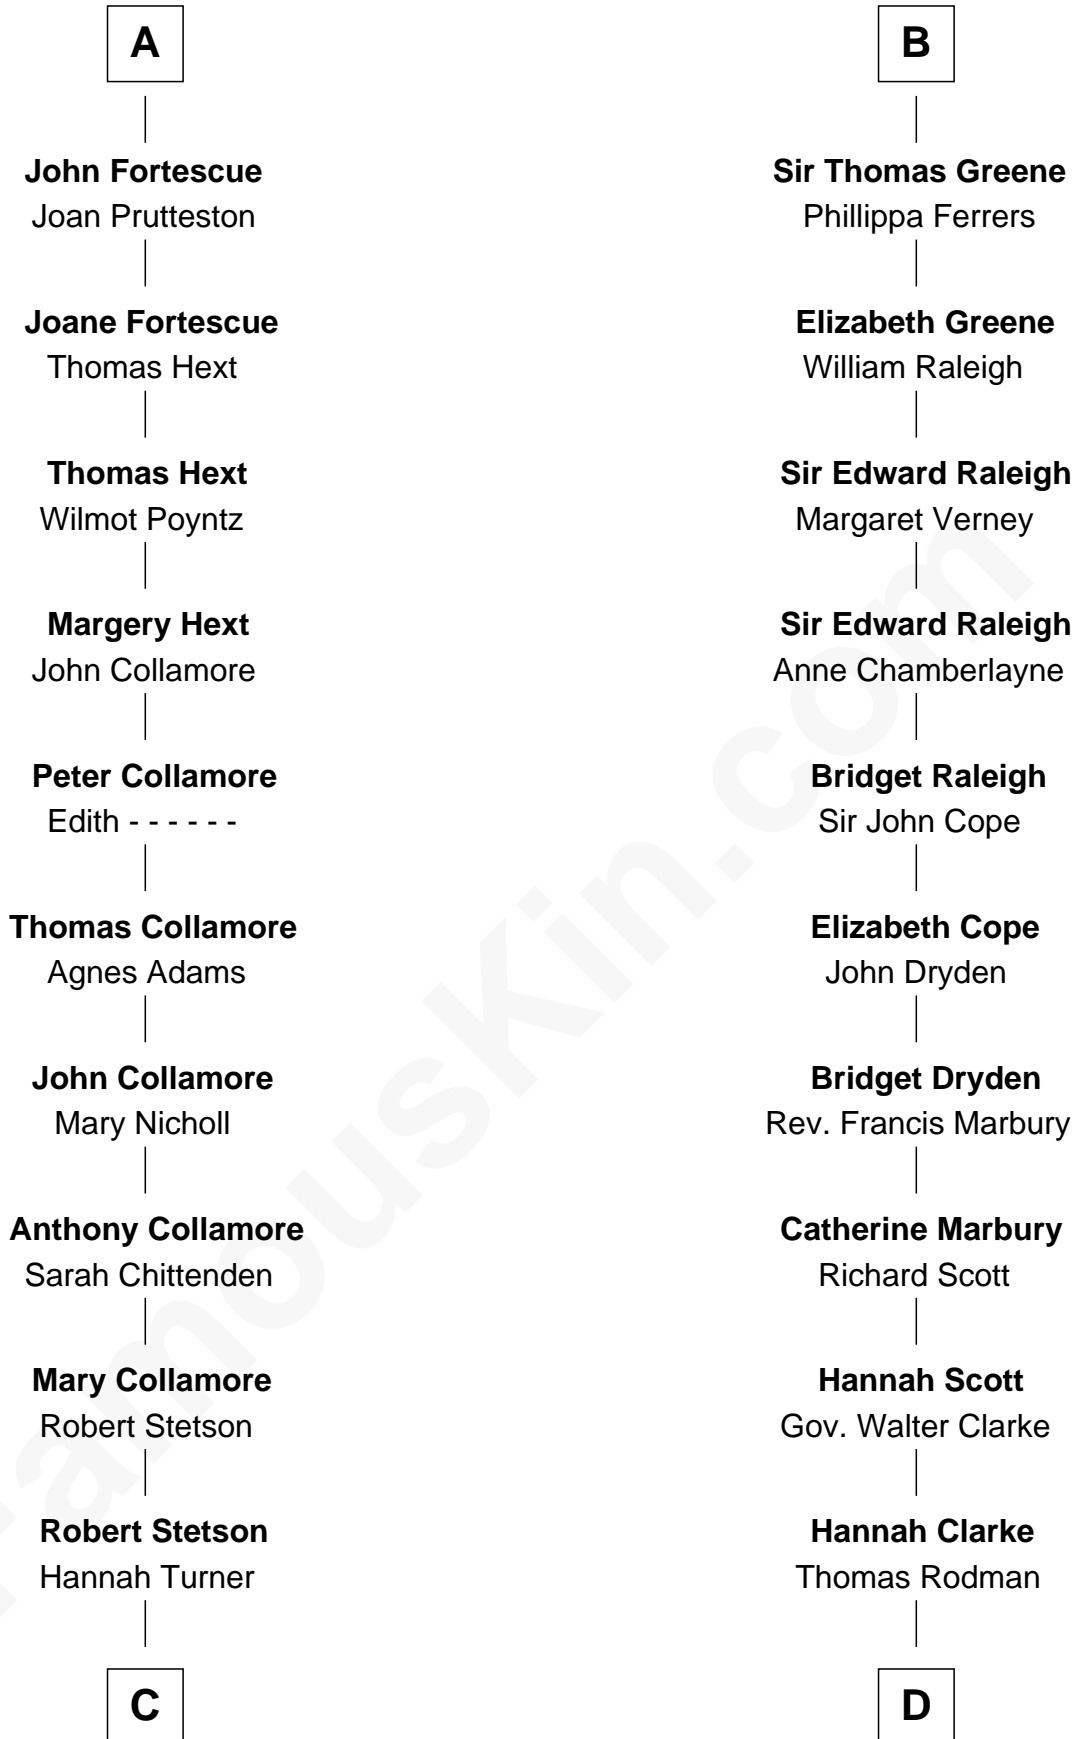 A
John Fortescue
Joan Prutteston
Joane Fortescue
Thomas Hext
Thomas Hext
Wilmot Poyntz
Margery Hext
John Collamore
Peter Collamore
Edith - - - - - -
Thomas Collamore
Agnes Adams
John Collamore
Mary Nicholl
Anthony Collamore
Sarah Chittenden
Mary Collamore
Robert Stetson
Robert Stetson
Hannah Turner
C
B
Sir Thomas Greene
Phillippa Ferrers
Elizabeth Greene
William Raleigh
Sir Edward Raleigh
Margaret Verney
Sir Edward Raleigh
Anne Chamberlayne
Bridget Raleigh
Sir John Cope
Elizabeth Cope
John Dryden
Bridget Dryden
Rev. Francis Marbury
Catherine Marbury
Richard Scott
Hannah Scott
Gov. Walter Clarke
Hannah Clarke
Thomas Rodman
D
FamousKin.com